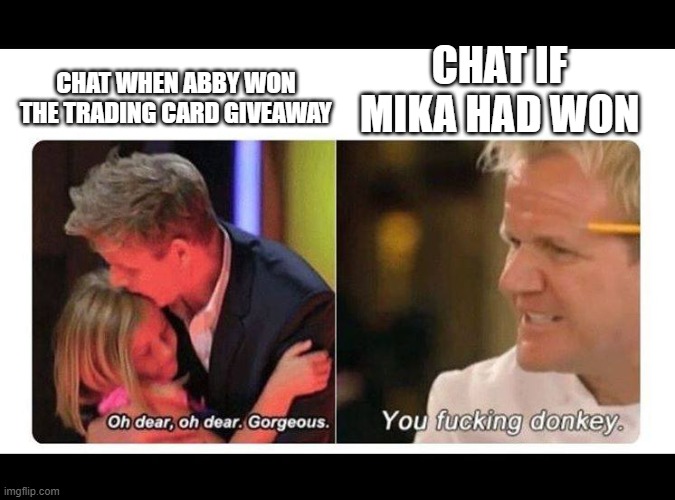 CHAT WHEN ABBY WON
THE TRADING CARD GIVEAWAY
CHAT IF
MIKA HAD WON
Oh dear, oh dear. Gorgeous.
You fucking donkey.
imgflip.com